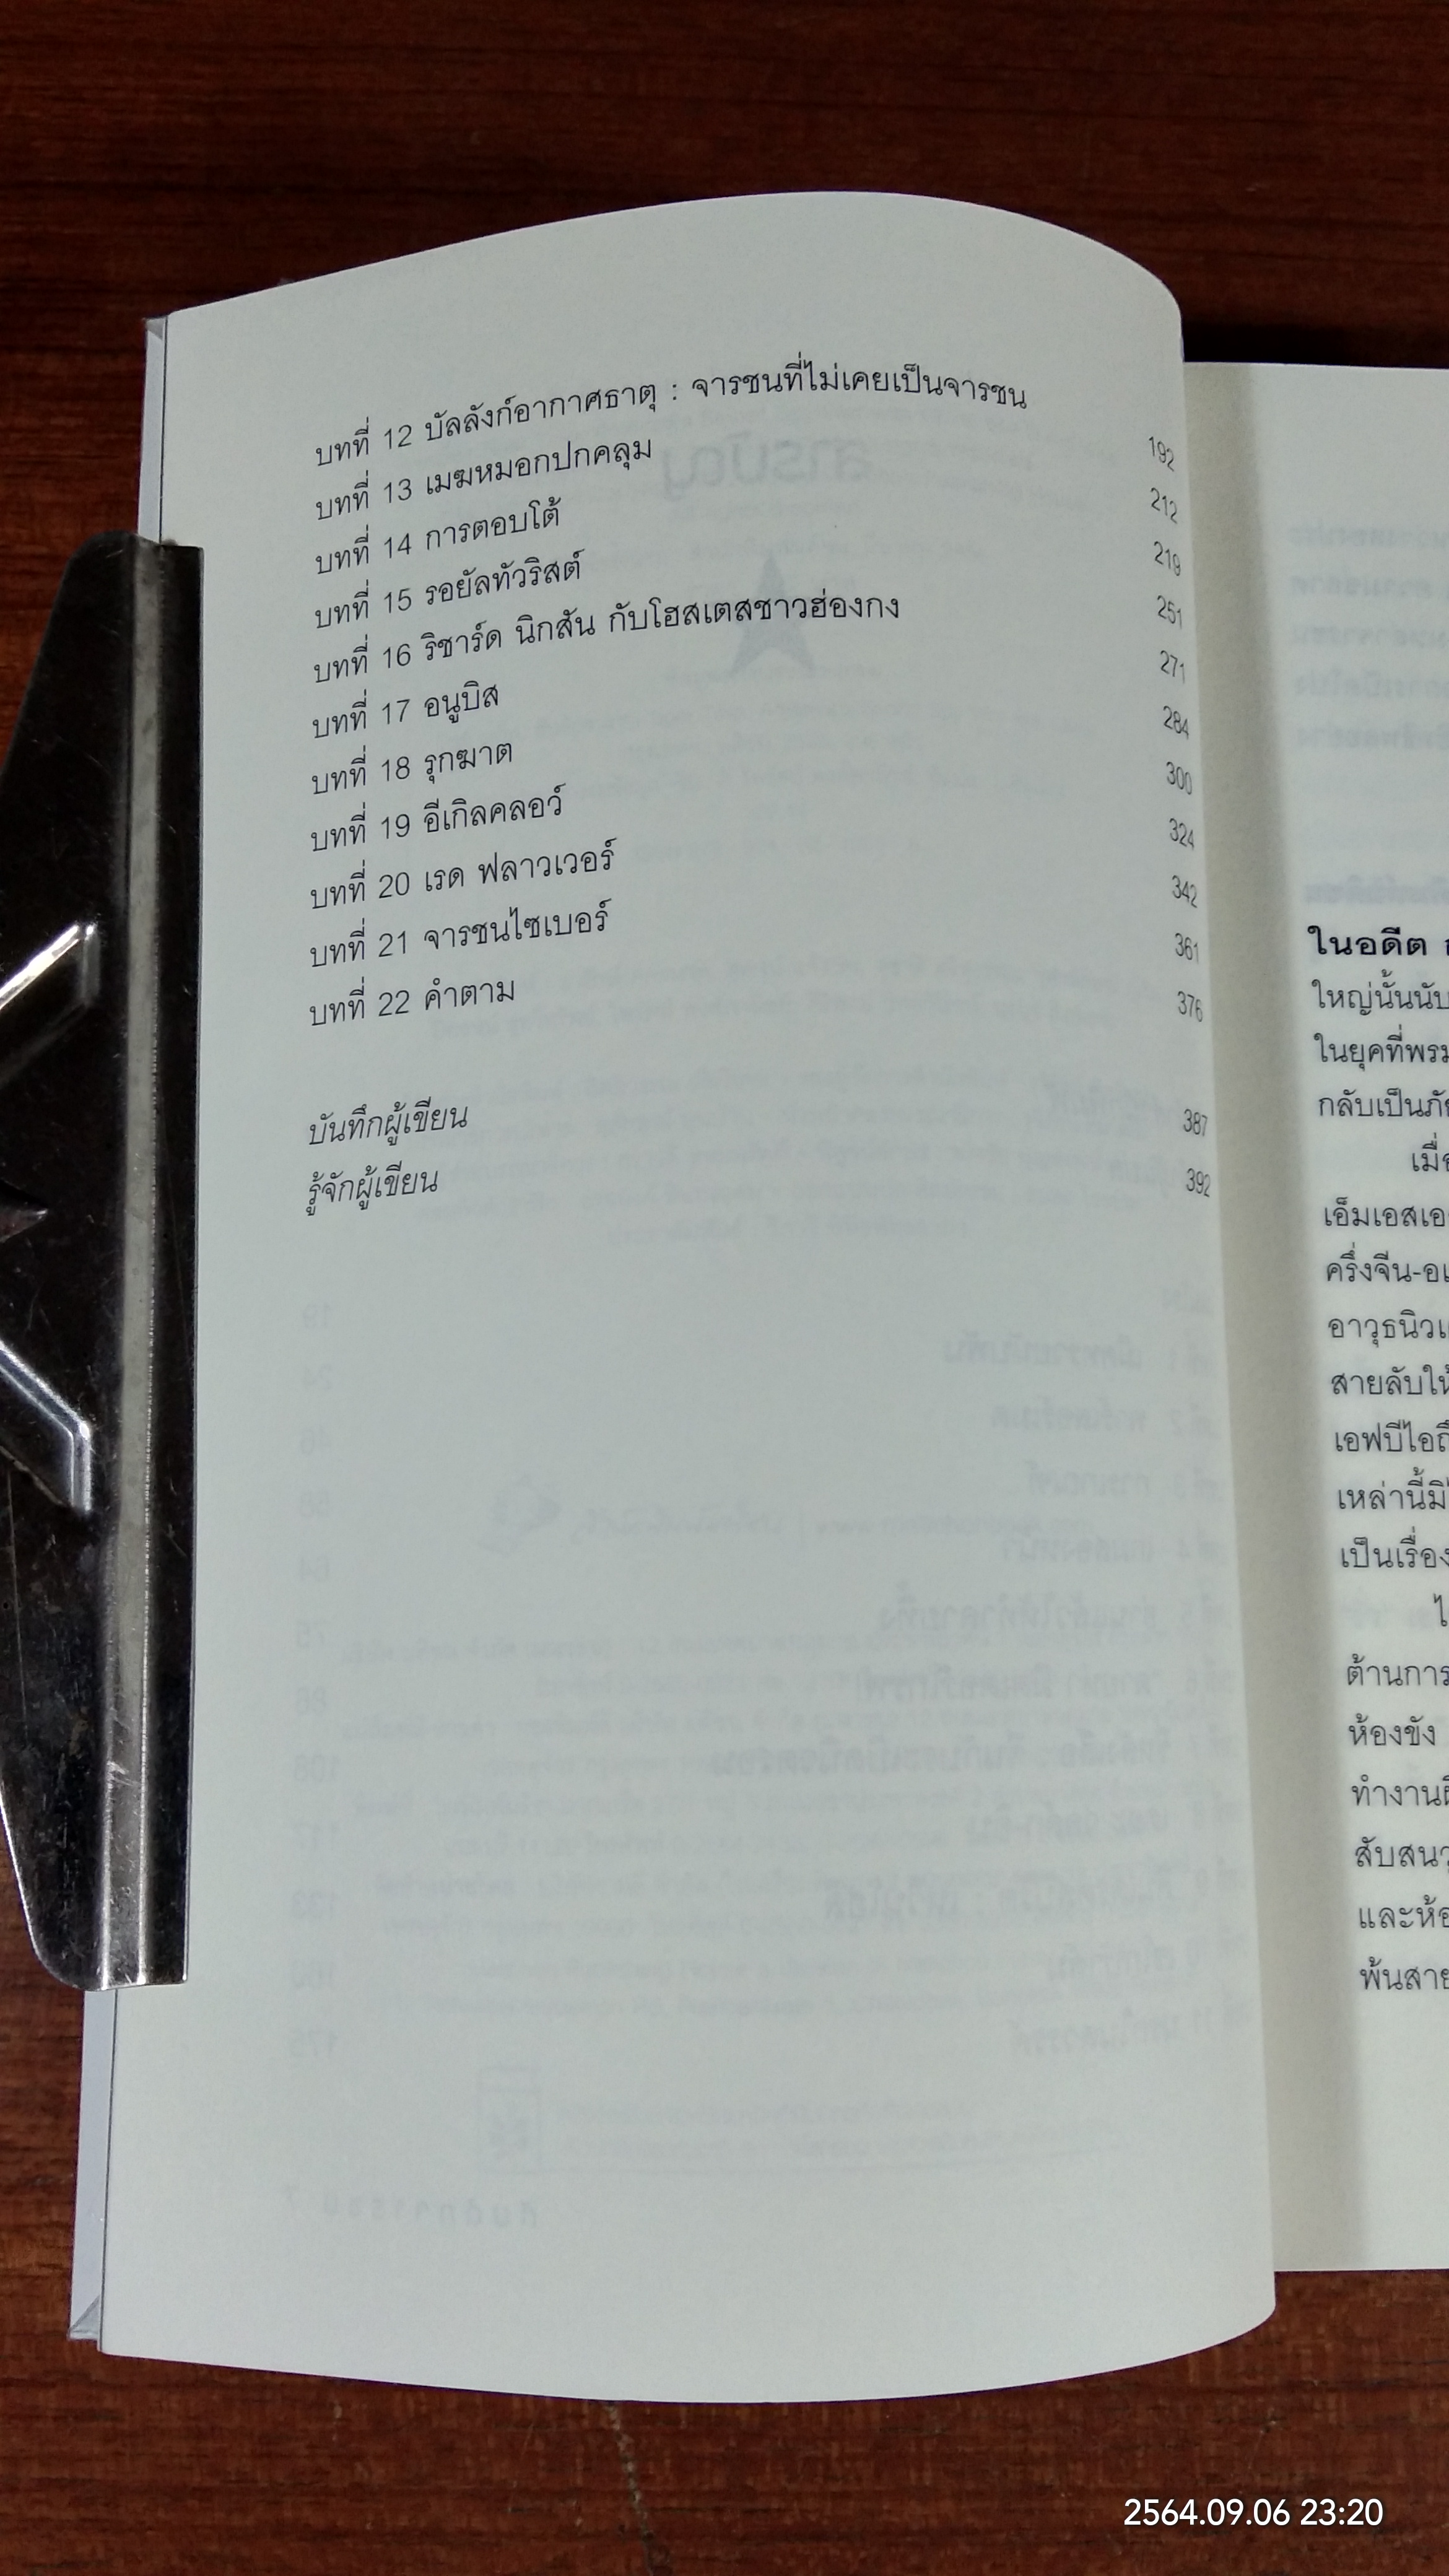 บทที่ 12 บัลลังก์อากาศธาตุ : จารชนที่ไม่เคยเป็นจารชน 192
บทที่ 13 เมฆหมอกปกคลุม 212
บทที่ 14 การตอบโต้ 219
บทที่ 15 รอยัลทัวริสต์ 251
บทที่ 16 ริชาร์ด นิกสัน กับโฮสเตสชาวฮ่องกง 271
บทที่ 17 อนูบิส 284
บทที่ 18 รุกฆาต 300
บทที่ 19 อีเกิลคลอว์ 324
บทที่ 20 เรด ฟลาวเวอร์ 342
บทที่ 21 จารชนไซเบอร์ 361
บทที่ 22 คำตาม 376
บันทึกผู้เขียน 387
รู้จักผู้เขียน 392
ในอดีต
ใหญ่นั้นนับ
ในยุคที่พรม
กลับเป็นภัย
เมื่อ
เอ็มเอสเอ
ครึ่งจีน-อเ
อาวุธนิวเ
สายลับให้
เอฟบีไอถึ
เหล่านี้มิ
เป็นเรื่อง
ไ
ต้านการ
ห้องขัง
ทำงานผิ
สับสนว
และห้อ
พ้นสาย
2564.09.06 23:20